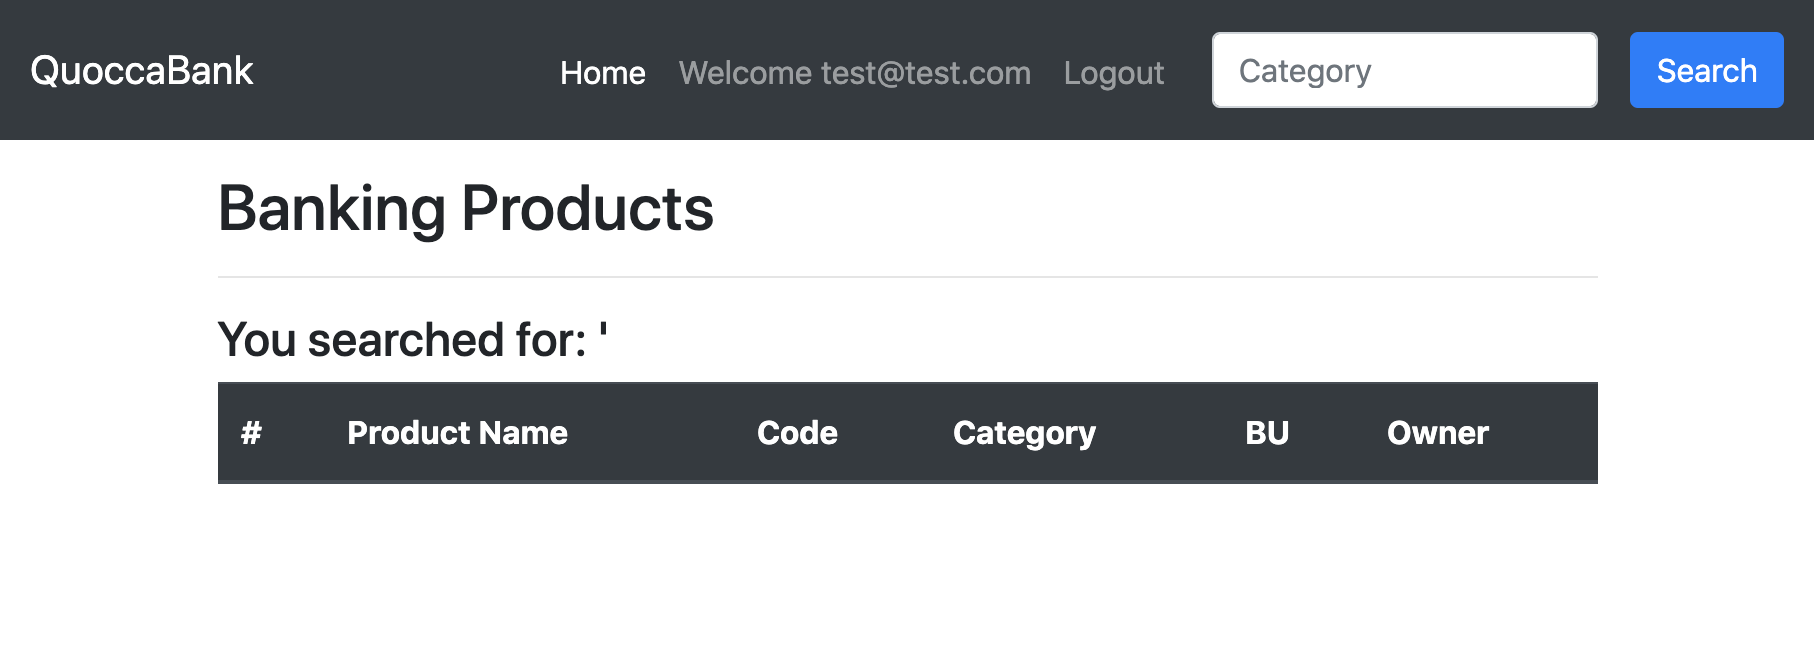 QuoccaBank Home Welcome test@test.com Logout Category Search
Banking Products
You searched for: '
# Product Name Code Category BU Owner